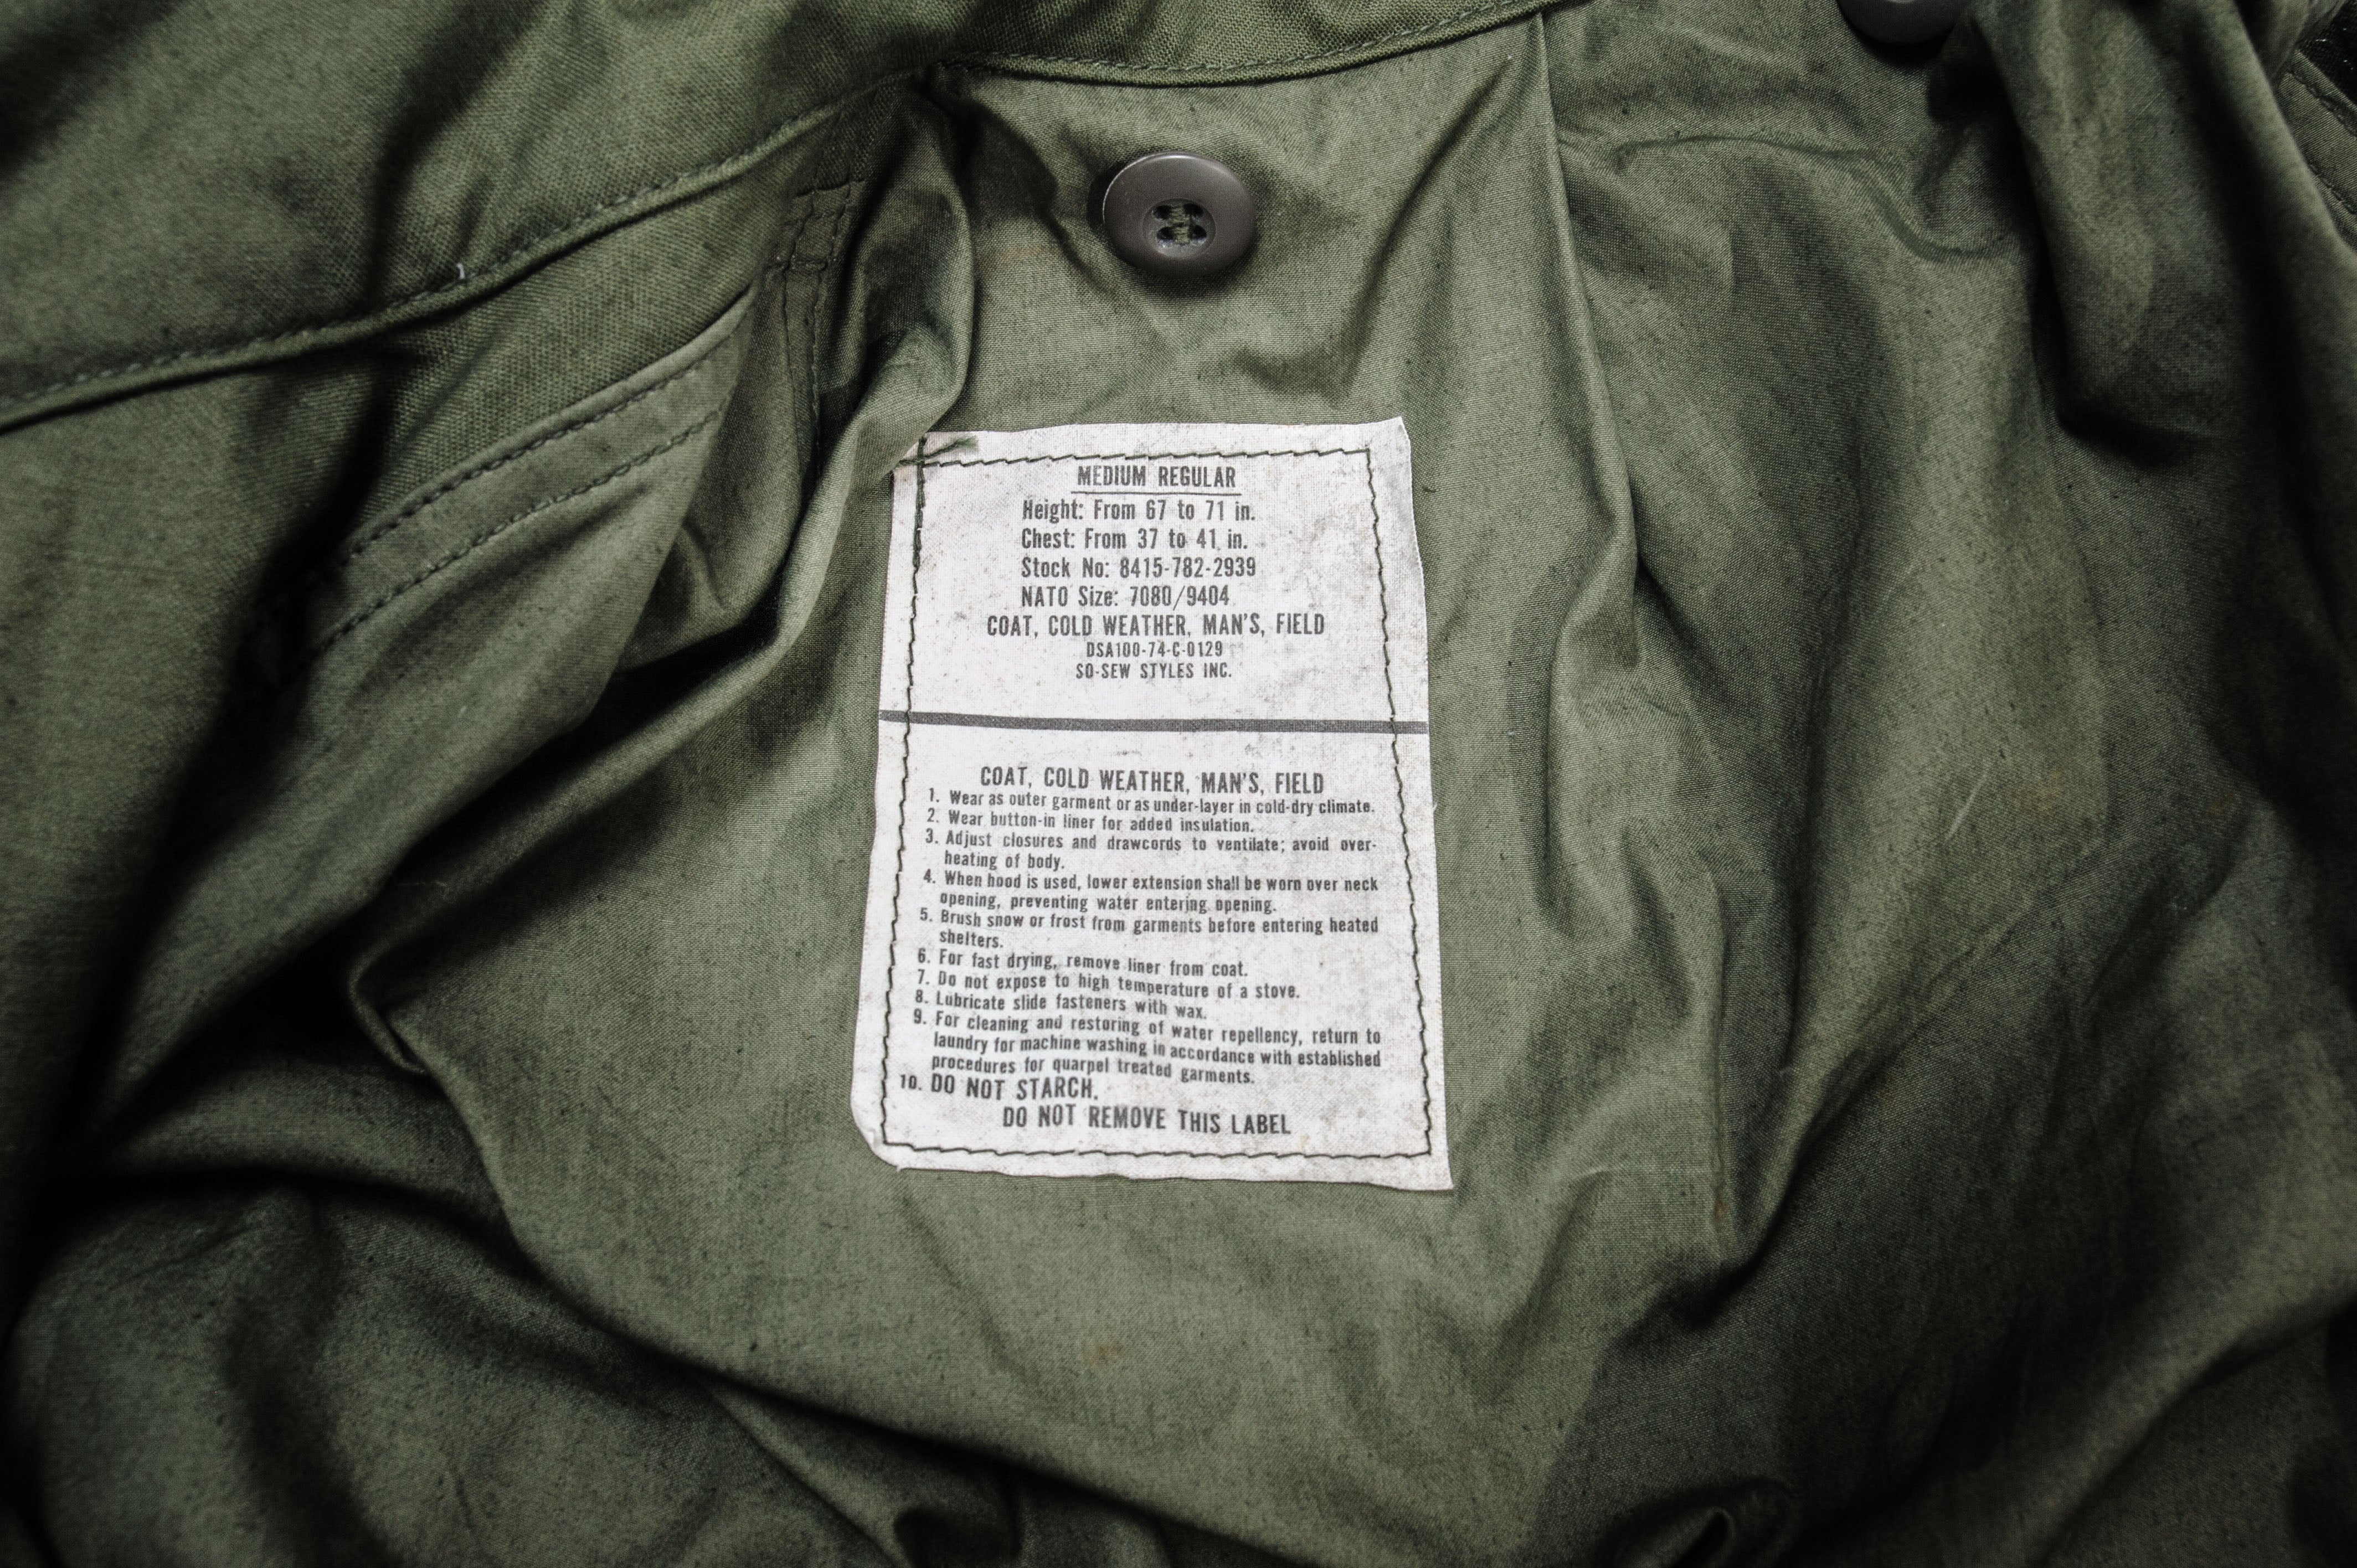 MEDIUM REGULAR
Height: From 67 to 71 in.
Chest: From 37 to 41 in.
Stock No: 8415-782-2939
NATO Size: 7080/9404
COAT, COLD WEATHER, MAN'S, FIELD
DSA100-74-C-0129
SO-SEW STYLES INC.
COAT, COLD WEATHER, MAN'S, FIELD
1. Wear as outer garment or as under-layer in cold-dry climate.
2. Wear button-in liner for added insulation.
3. Adjust closures and drawcords to ventilate; avoid over-
heating of body.
4. When hood is used, lower extension shall be worn over neck
opening, preventing water entering opening.
5. Brush snow or frost from garments before entering heated
shelters.
6. For fast drying, remove liner from coat.
7. Do not expose to high temperature of a stove.
8. Lubricate slide fasteners with wax.
9. For cleaning and restoring of water repellency, return to
laundry for machine washing in accordance with established
procedures for quarpel treated garments.
10. DO NOT STARCH.
DO NOT REMOVE THIS LABEL